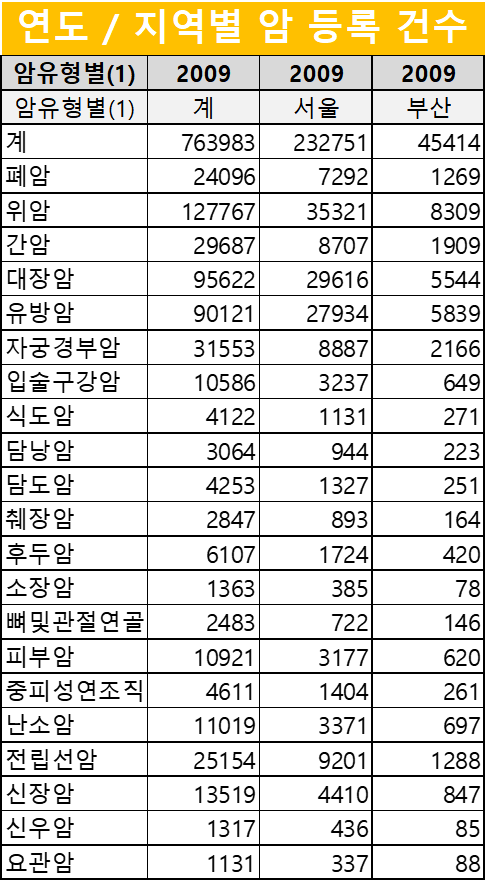 연도 / 지역별 암 등록 건수
암유형별(1) 2009 2009 2009
암유형별(1) 계 서울 부산
계 763983 232751 45414
폐암 24096 7292 1269
위암 127767 35321 8309
간암 29687 8707 1909
대장암 95622 29616 5544
유방암 90121 27934 5839
자궁경부암 31553 8887 2166
입술구강암 10586 3237 649
식도암 4122 1131 271
담낭암 3064 944 223
담도암 4253 1327 251
췌장암 2847 893 164
후두암 6107 1724 420
소장암 1363 385 78
뼈및관절연골 2483 722 146
피부암 10921 3177 620
중피성연조직 4611 1404 261
난소암 11019 3371 697
전립선암 25154 9201 1288
신장암 13519 4410 847
신우암 1317 436 85
요관암 1131 337 88